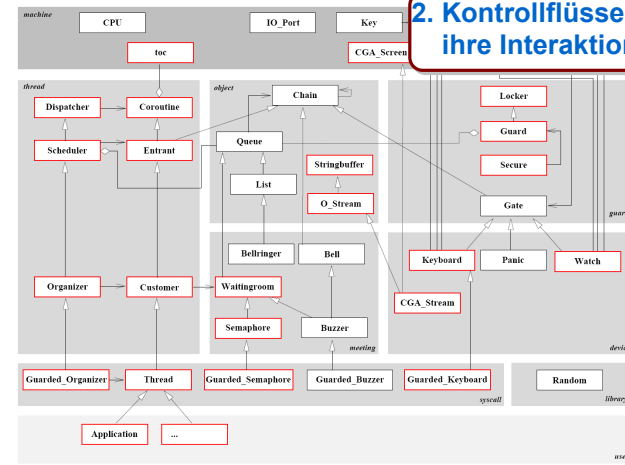 machine
2. Kontrollflüsse
ihre Interaktion
CPU
IO_Port
Key
toc
CGA_Screen
thread
object
Chain
Locker
Dispatcher
Coroutine
Guard
Queue
Scheduler
Entrant
Stringbuffer
Secure
List
O_Stream
Gate
guard
Bellringer
Bell
Keyboard
Panic
Watch
Organizer
Customer
Waitingroom
CGA_Stream
Semaphore
Buzzer
meeting
devic
Guarded_Organizer
Thread
Guarded_Semaphore
Guarded_Buzzer
Guarded_Keyboard
Random
syscall
library
Application
...
use